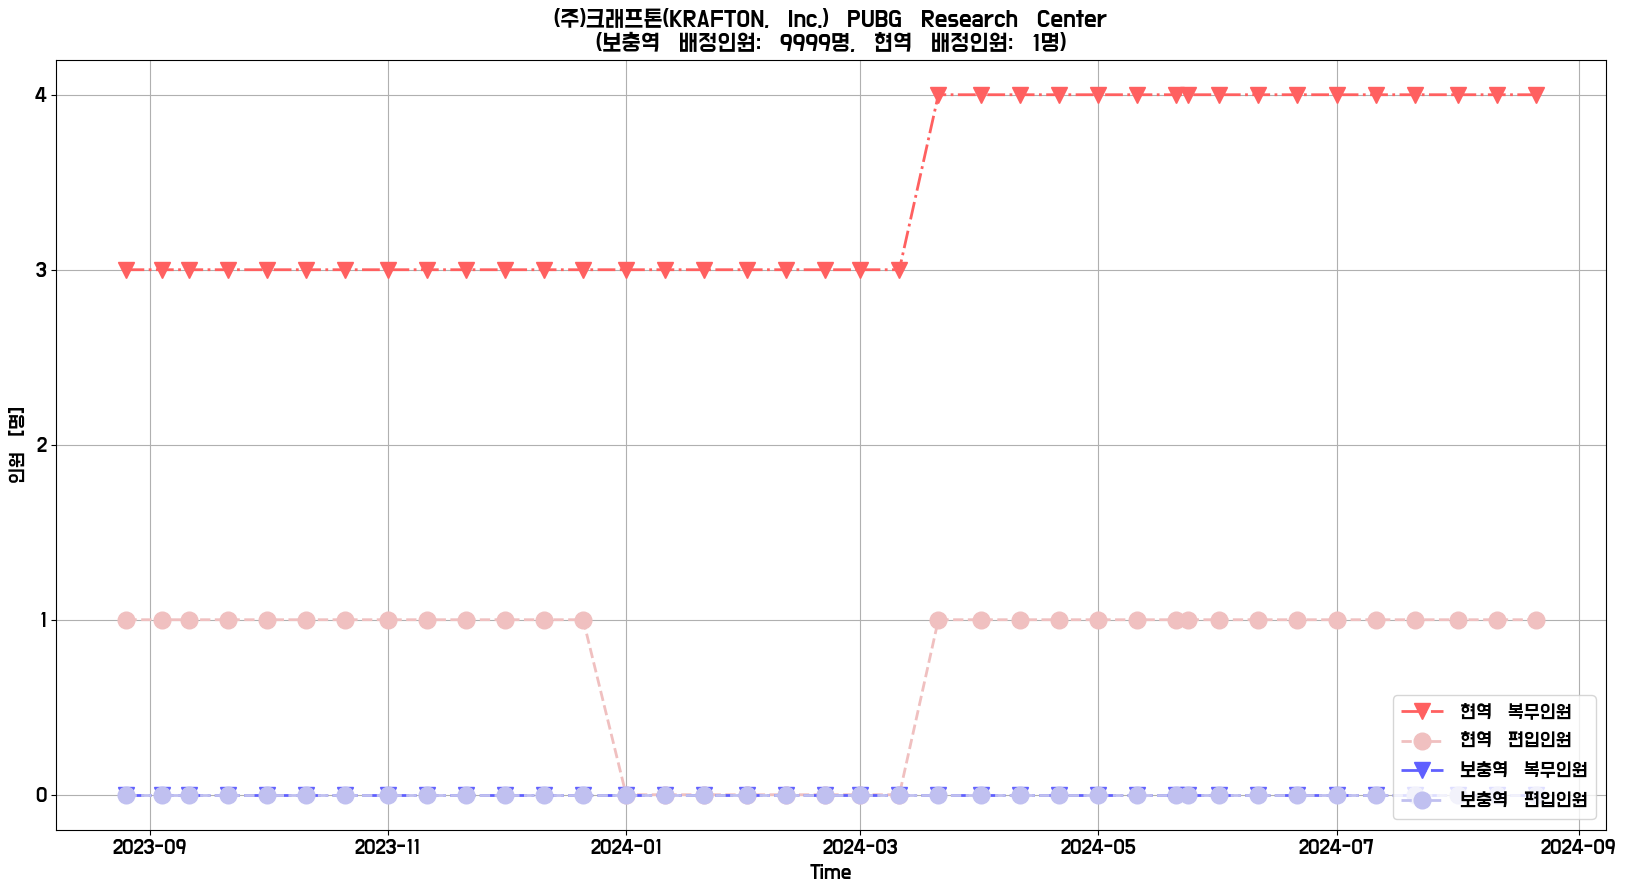 (주)크래프톤(KRAFTON, Inc.) PUBG Research Center
(보충역 배정인원: 9999명, 현역 배정인원: 1명)
4
3
2
1
0
인원 [명]
2023-09
2023-11
2024-01
2024-03
2024-05
2024-07
2024-09
Time
현역 복무인원
현역 편입인원
보충역 복무인원
보충역 편입인원